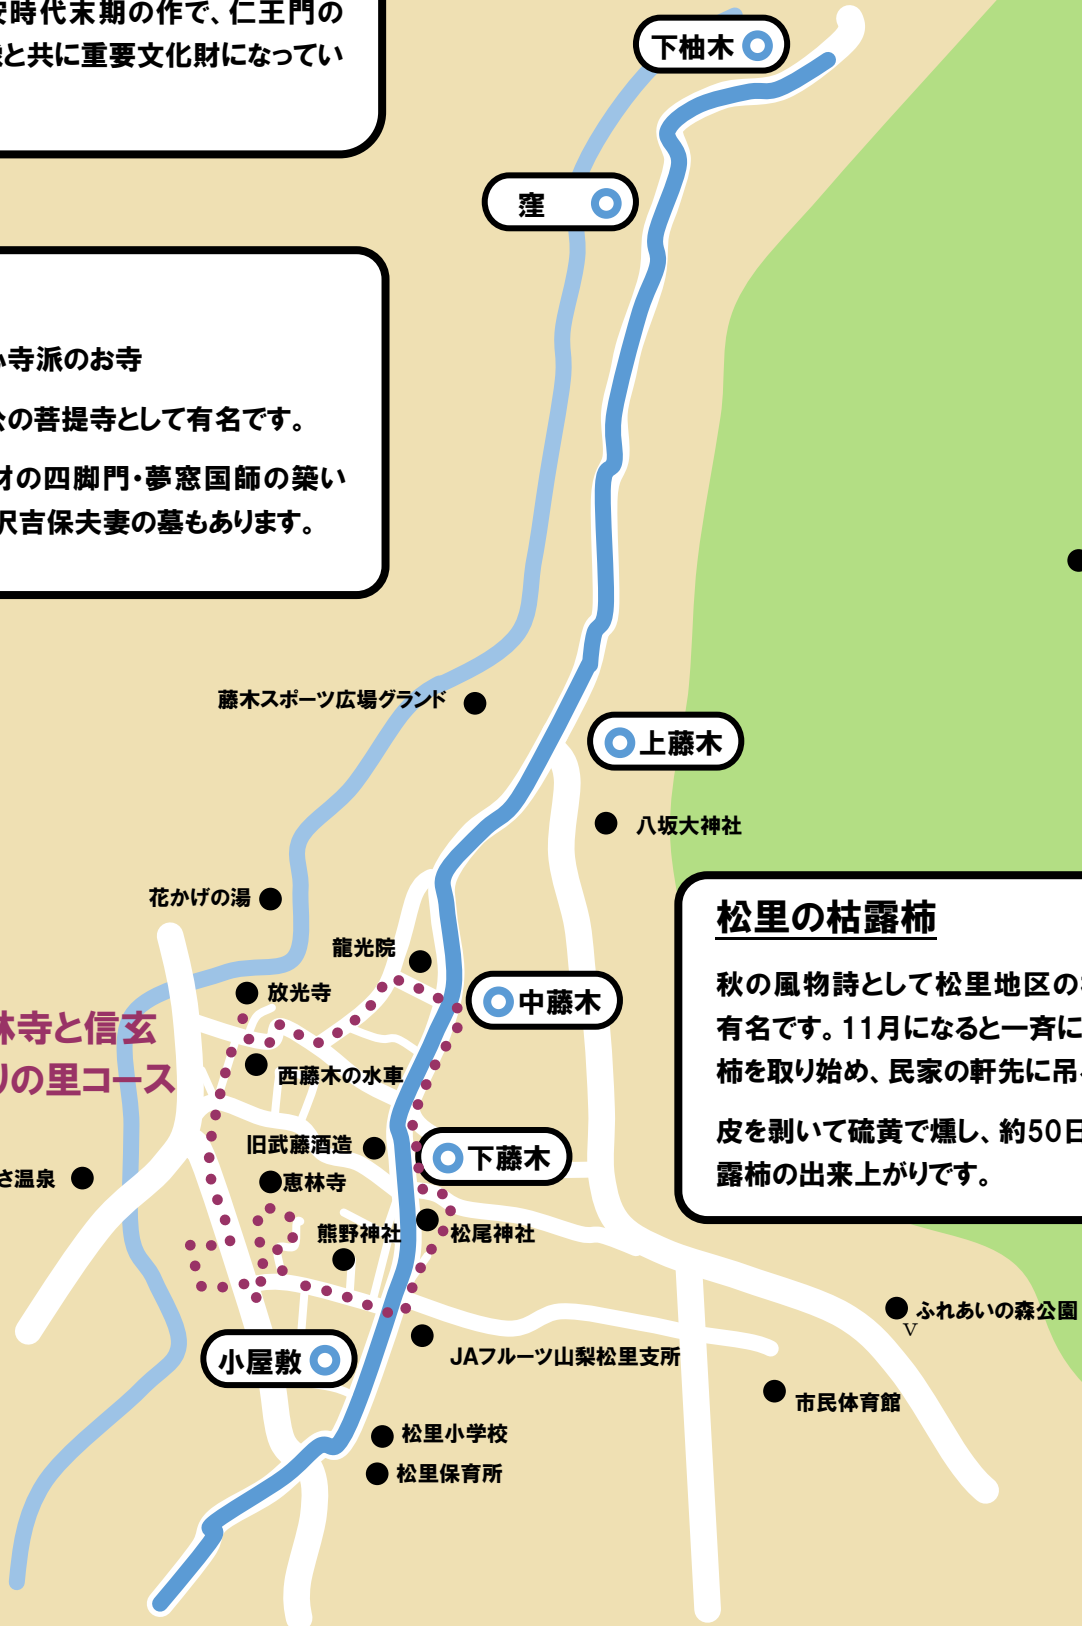 安時代末期の作で、仁王門の
と共に重要文化財になってい
寺派のお寺
の菩提寺として有名です。
の四脚門・夢窓国師の築い
沢吉保夫妻の墓もあります。
下柚木
窪
藤木スポーツ広場グランド
上藤木
八坂大神社
花かげの湯
龍光院
放光寺
中藤木
林寺と信玄
りの里コース
西藤木の水車
旧武藤酒造
下藤木
さ温泉
恵林寺
熊野神社
松尾神社
小屋敷
JAフルーツ山梨松里支所
松里小学校
松里保育所
松里の枯露柿
秋の風物詩として松里地区の
有名です。11月になると一斉に
柿を取り始め、民家の軒先に吊
皮を剥いて硫黄で燻し、約50日
露柿の出来上がりです。
ふれあいの森公園
V
市民体育館